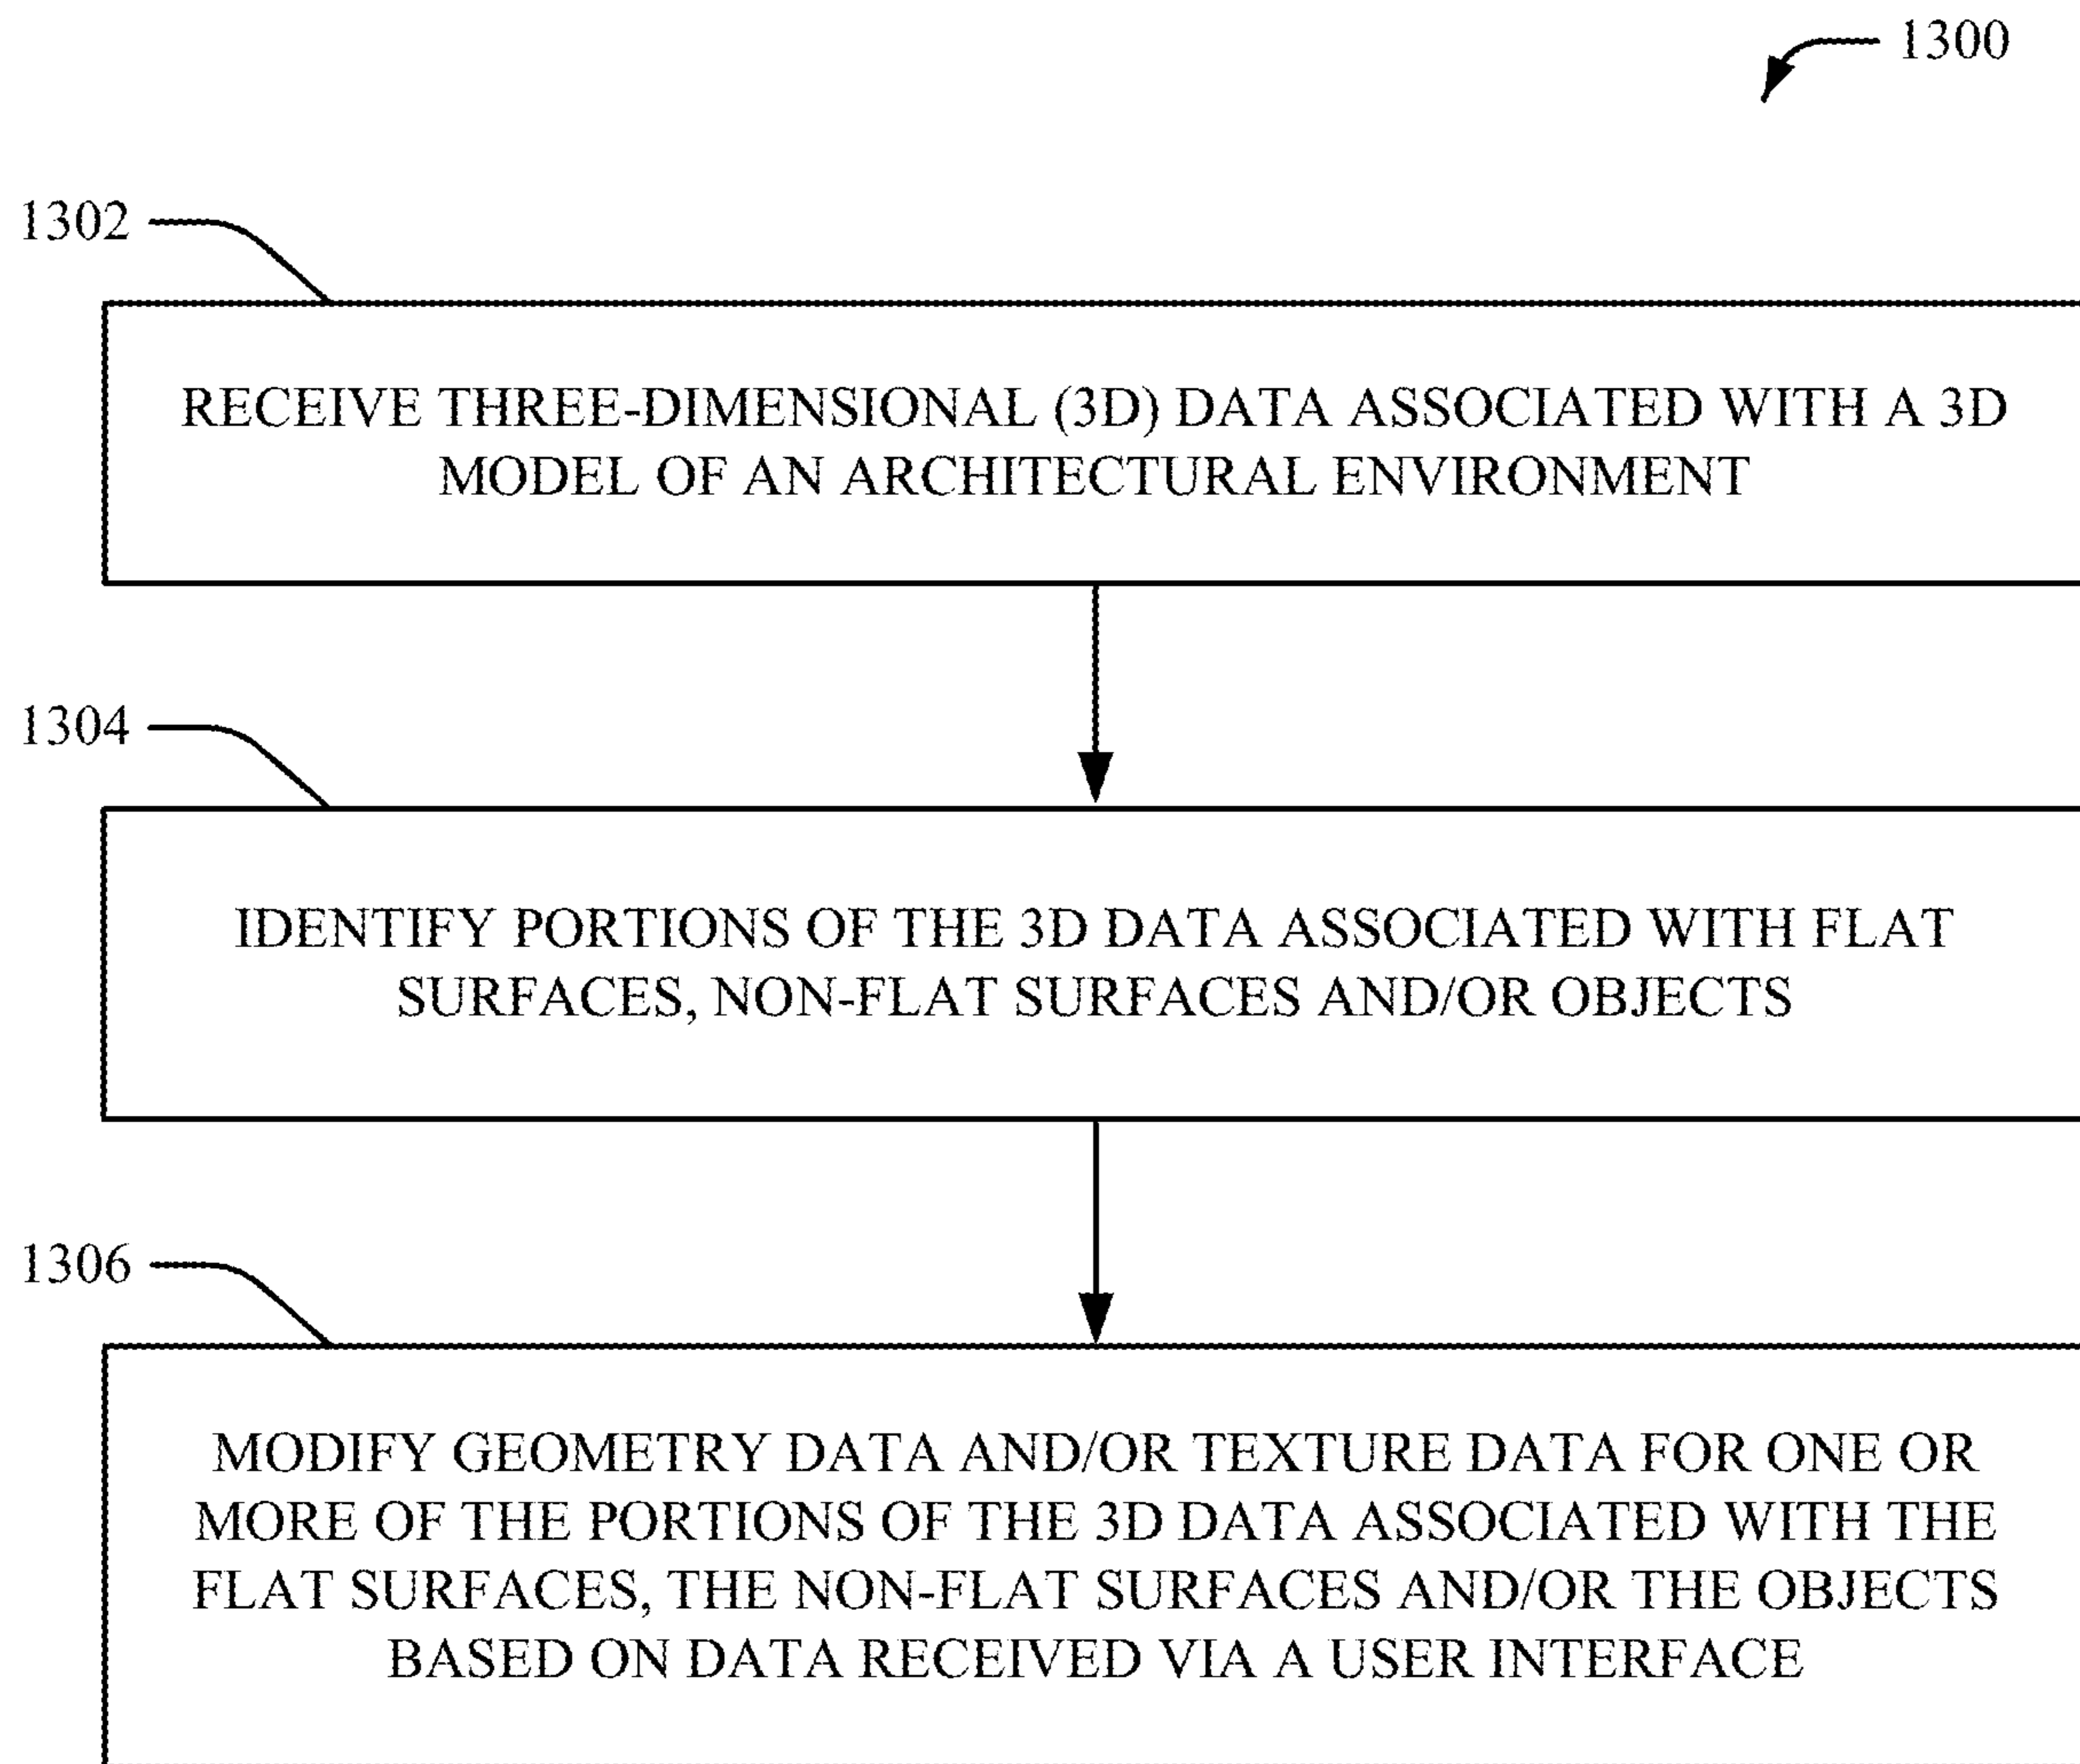 1300
1302
RECEIVE THREE-DIMENSIONAL (3D) DATA ASSOCIATED WITH A 3D
MODEL OF AN ARCHITECTURAL ENVIRONMENT
1304
IDENTIFY PORTIONS OF THE 3D DATA ASSOCIATED WITH FLAT
SURFACES, NON-FLAT SURFACES AND/OR OBJECTS
1306
MODIFY GEOMETRY DATA AND/OR TEXTURE DATA FOR ONE OR
MORE OF THE PORTIONS OF THE 3D DATA ASSOCIATED WITH THE
FLAT SURFACES, THE NON-FLAT SURFACES AND/OR THE OBJECTS
BASED ON DATA RECEIVED VIA A USER INTERFACE